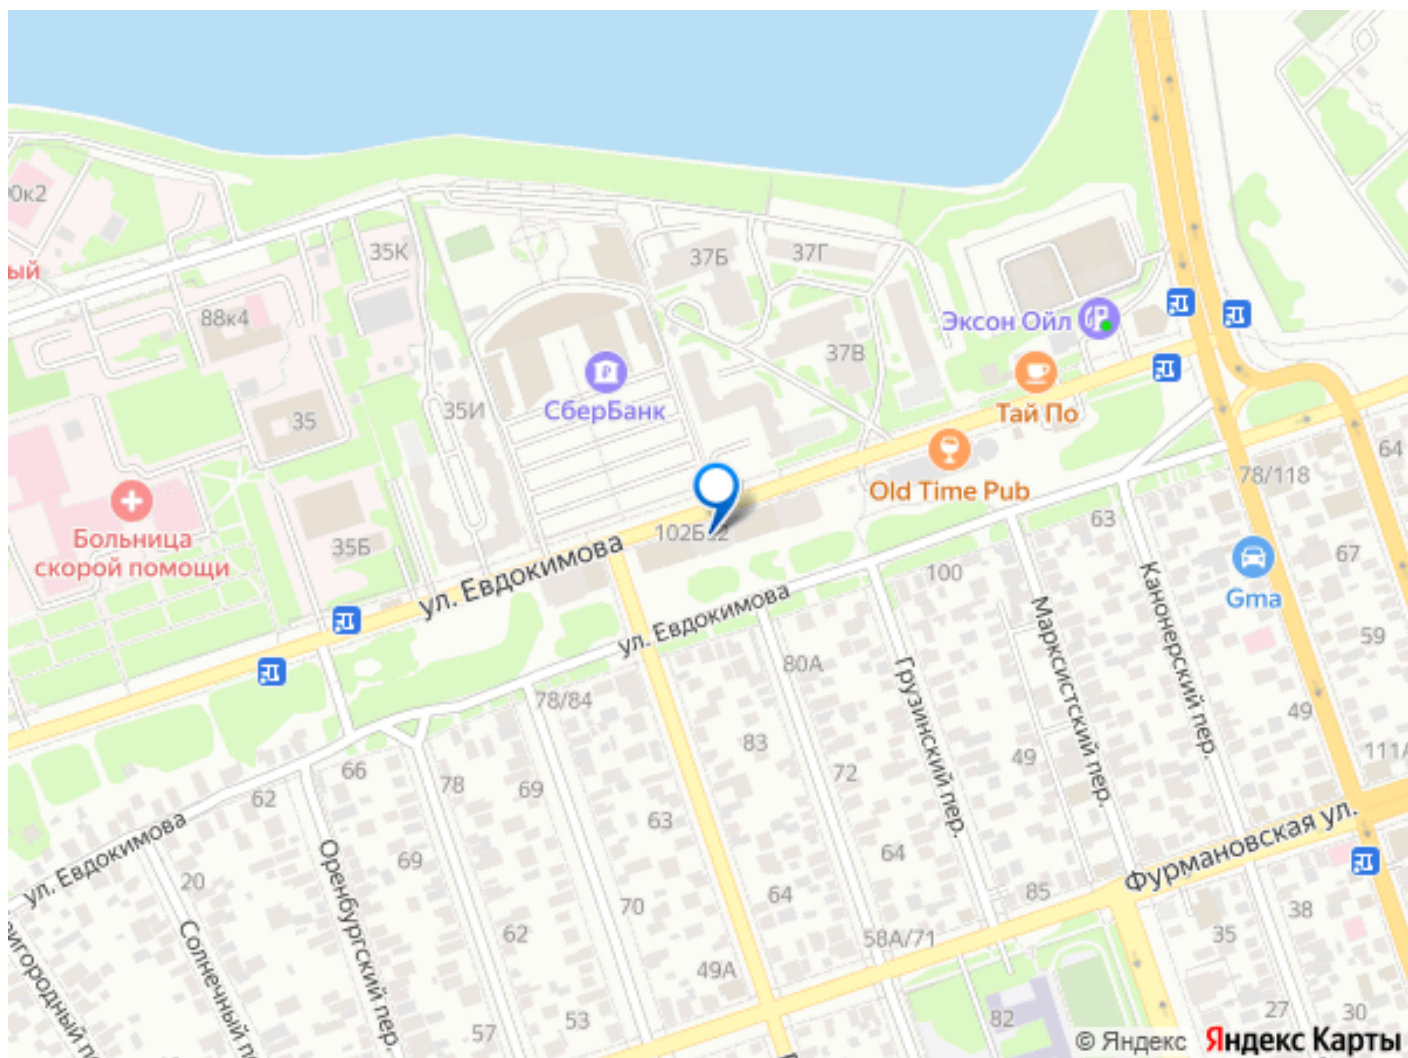 0к2
ый
35К
37Б
37Г
88к4
Эксон Ойл
37В
СберБанк
35И
35
Тай По
Old Time Pub
64
78/118
Больница
скорой помощи
35Б
ул. Евдокимова
63
67
100
Gma
59
ул. Евдокимова
80А
Грузинский пер.
Марксистский пер.
Канонерский пер.
78/84
83
49
49
111А
66
62
78
69
72
63
ул. Евдокимова
69
Оренбургский пер.
20
64
85
Фурмановская ул.
64
70
58А/71
38
35
62
Солнечный п
ригородный п
49А
57
53
82
27
30
© Яндекс
Яндекс Карты